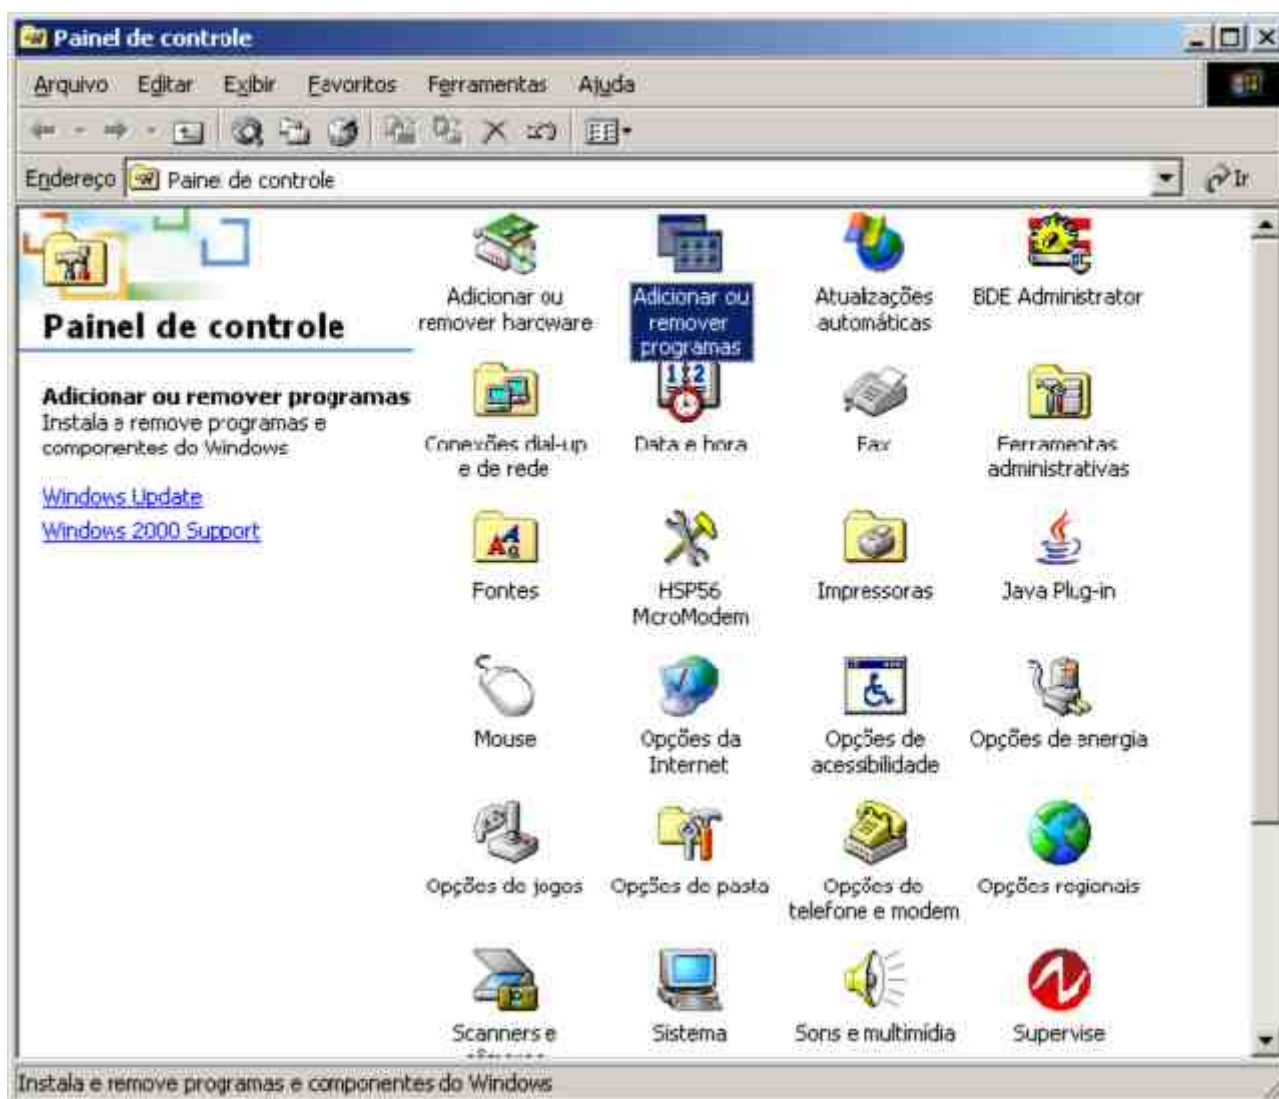 Painel de controle
Arquivo Editar Exibir Favoritos Ferramentas Ajuda
Endereço Painel de controle Ir
Painel de controle
Adicionar ou remover programas
Instala e remove programas e
componentes do Windows
Windows Update
Windows 2000 Support
Adicionar ou
remover hardware
Adicionar ou
remover
programas
Atualizações
automáticas
BDE Administrator
Conexões dial-up
e de rede
Data e hora
Fax
Ferramentas
administrativas
Fontes
HSP56
MicroModem
Impressoras
Java Plug-in
Mouse
Opções da
Internet
Opções de
acessibilidade
Opções de energia
Opções de jogos
Opções de pasta
Opções de
telefone e modem
Opções regionais
Scanners e
Sistema
Sons e multimídia
Supervise
Instala e remove programas e componentes do Windows